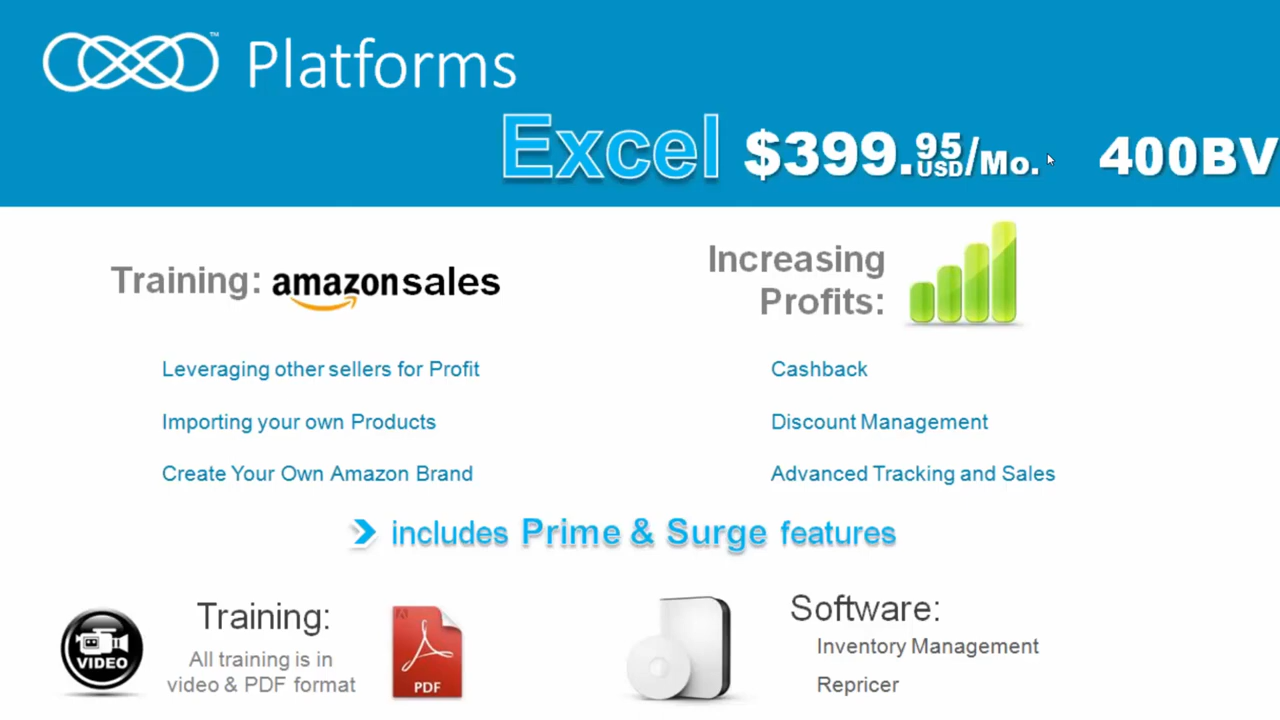 Platforms
™
Excel $399.95 USD/Mo. 400BV
Training: amazonsales
Increasing
Profits:
Leveraging other sellers for Profit
Importing your own Products
Create Your Own Amazon Brand
Cashback
Discount Management
Advanced Tracking and Sales
includes Prime & Surge features
VIDEO
Training:
All training is in
video & PDF format
PDF
Software:
Inventory Management
Repricer